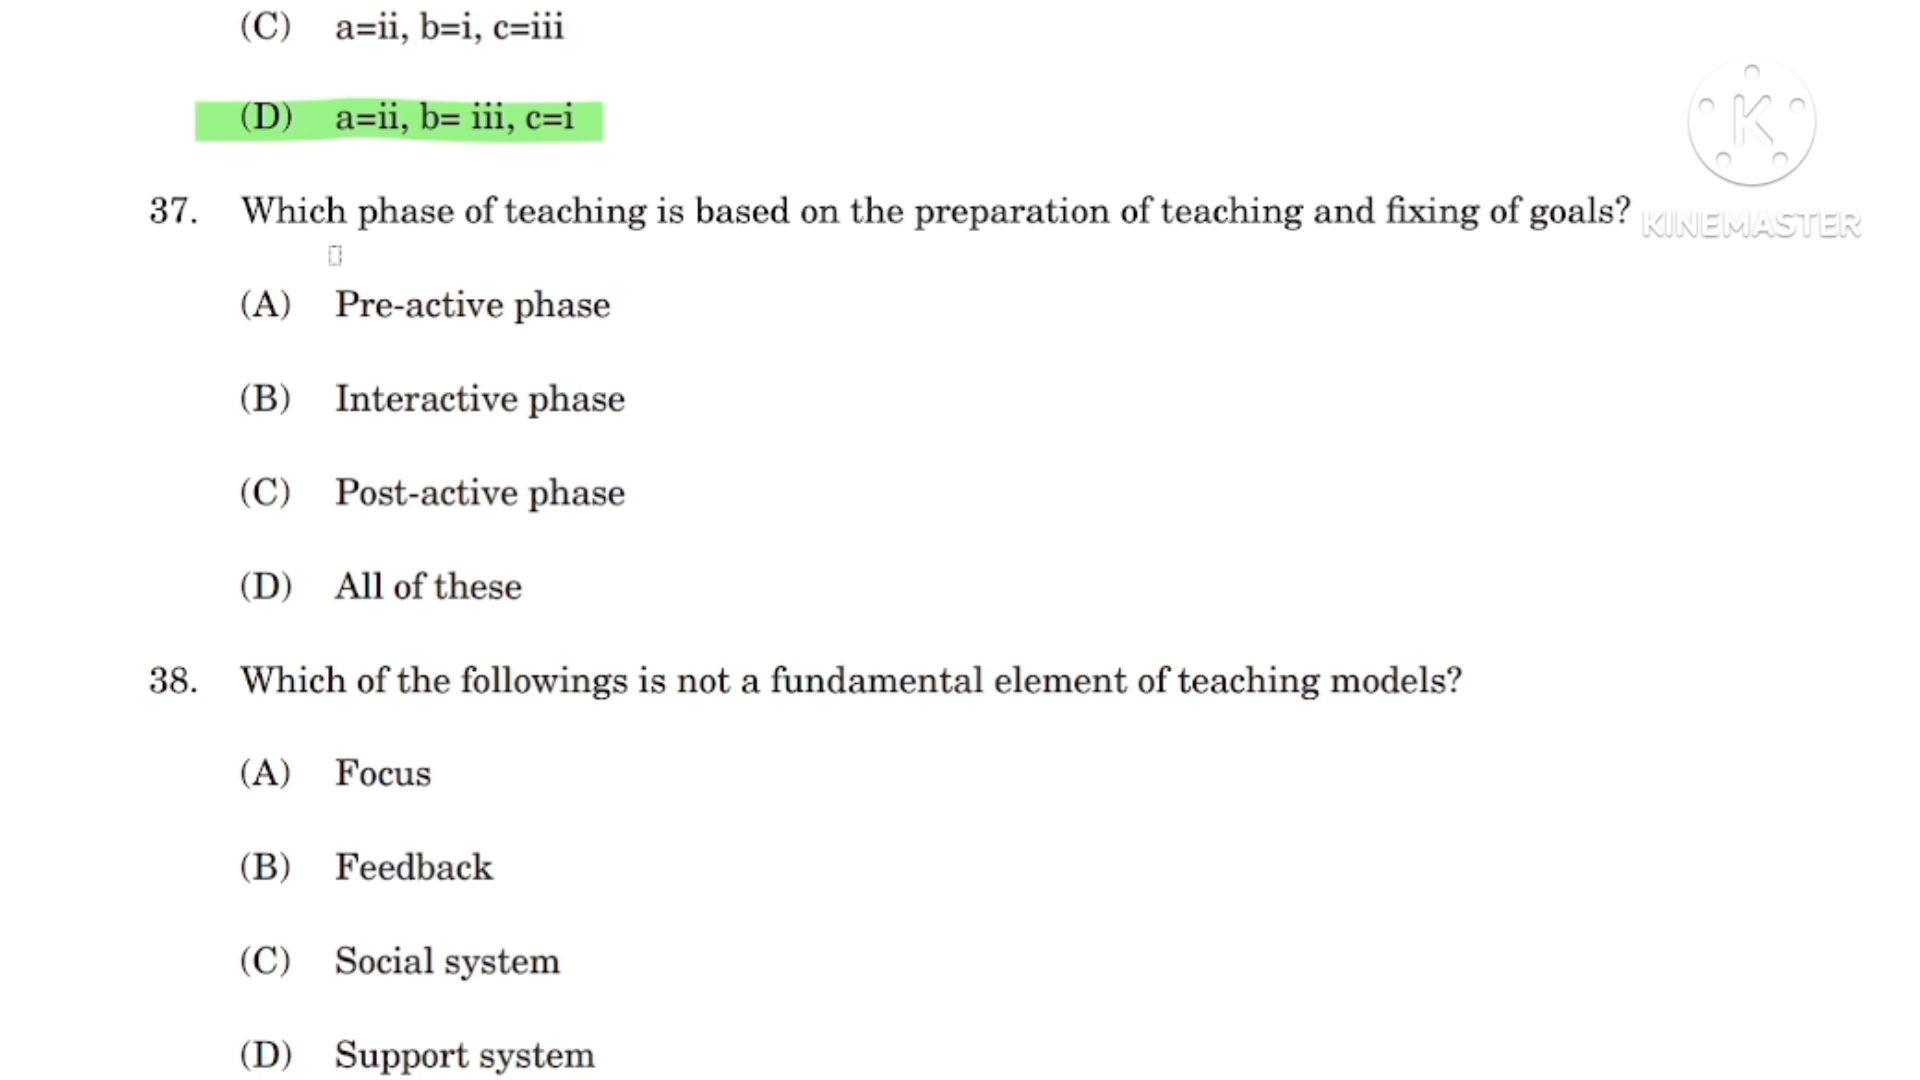 (C) a=ii, b=i, c=iii
(D) a=ii, b= iii, c=i
37. Which phase of teaching is based on the preparation of teaching and fixing of goals?
(A) Pre-active phase
(B) Interactive phase
(C) Post-active phase
(D) All of these
38. Which of the followings is not a fundamental element of teaching models?
(A) Focus
(B) Feedback
(C) Social system
(D) Support system
K
KINEMASTER